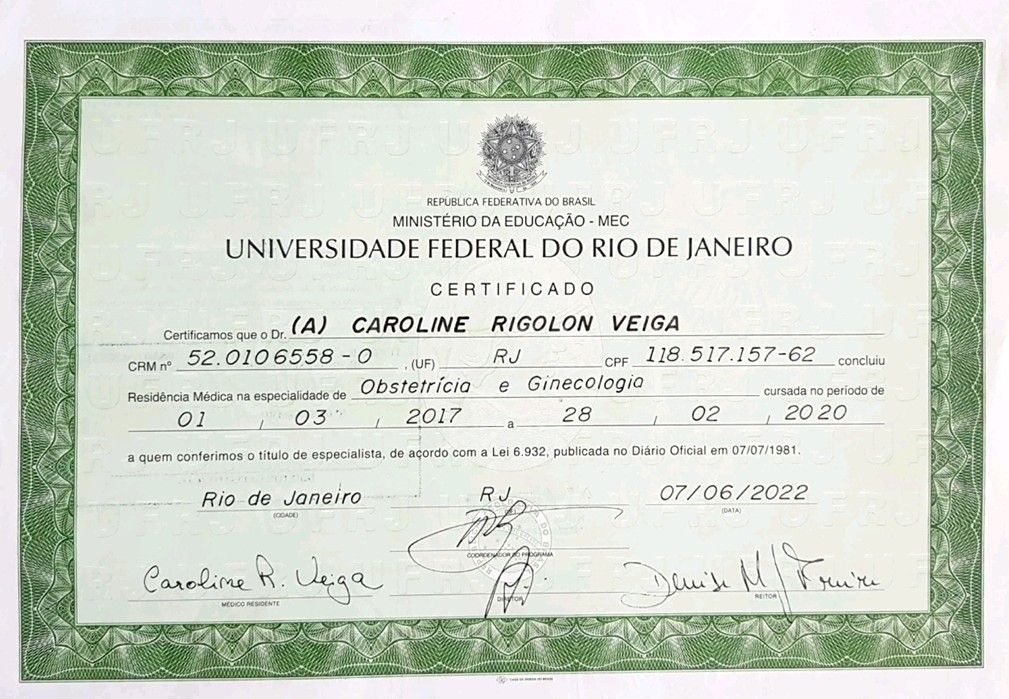 REPÚBLICA FEDERATIVA DO BRASIL
MINISTÉRIO DA EDUCAÇÃO - MEC
UNIVERSIDADE FEDERAL DO RIO DE JANEIRO
CERTIFICADO
Certificamos que o Dr. (A) CAROLINE RIGOLON VEIGA
CRM nº 52.0106558-0 , (UF) RJ CPF 118.517.157-62 concluiu
Residência Médica na especialidade de Obstetrícia e Ginecologia cursada no período de
01 / 03 / 2017 a 28 / 02 / 2020
a quem conferimos o título de especialista, de acordo com a Lei 6.932, publicada no Diário Oficial em 07/07/1981.
Rio de Janeiro RJ 07/06/2022
(CIDADE) (DATA)
COORDENADOR DO PROGRAMA
Caroline R. Veiga
MÉDICO RESIDENTE DIRETOR REITOR